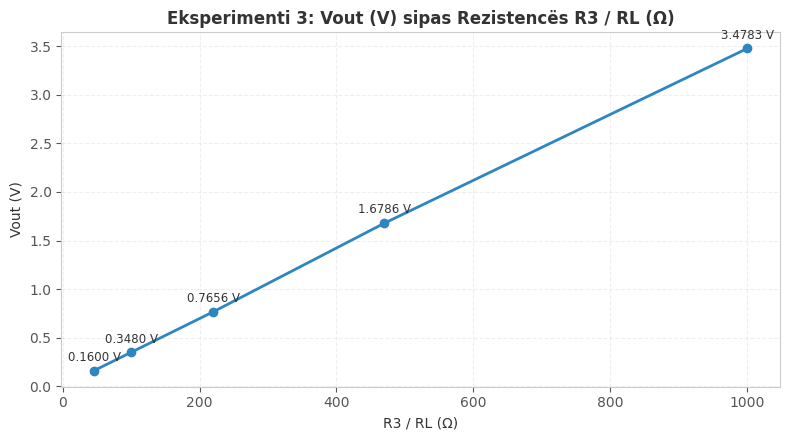 Eksperimenti 3: Vout (V) sipas Rezistencës R3 / RL (Ω)
3.4783 V
1.6786 V
0.7656 V
0.3480 V
0.1600 V
Vout (V)
3.5
3.0
2.5
2.0
1.5
1.0
0.5
0.0
0
200
400
600
800
1000
R3 / RL (Ω)